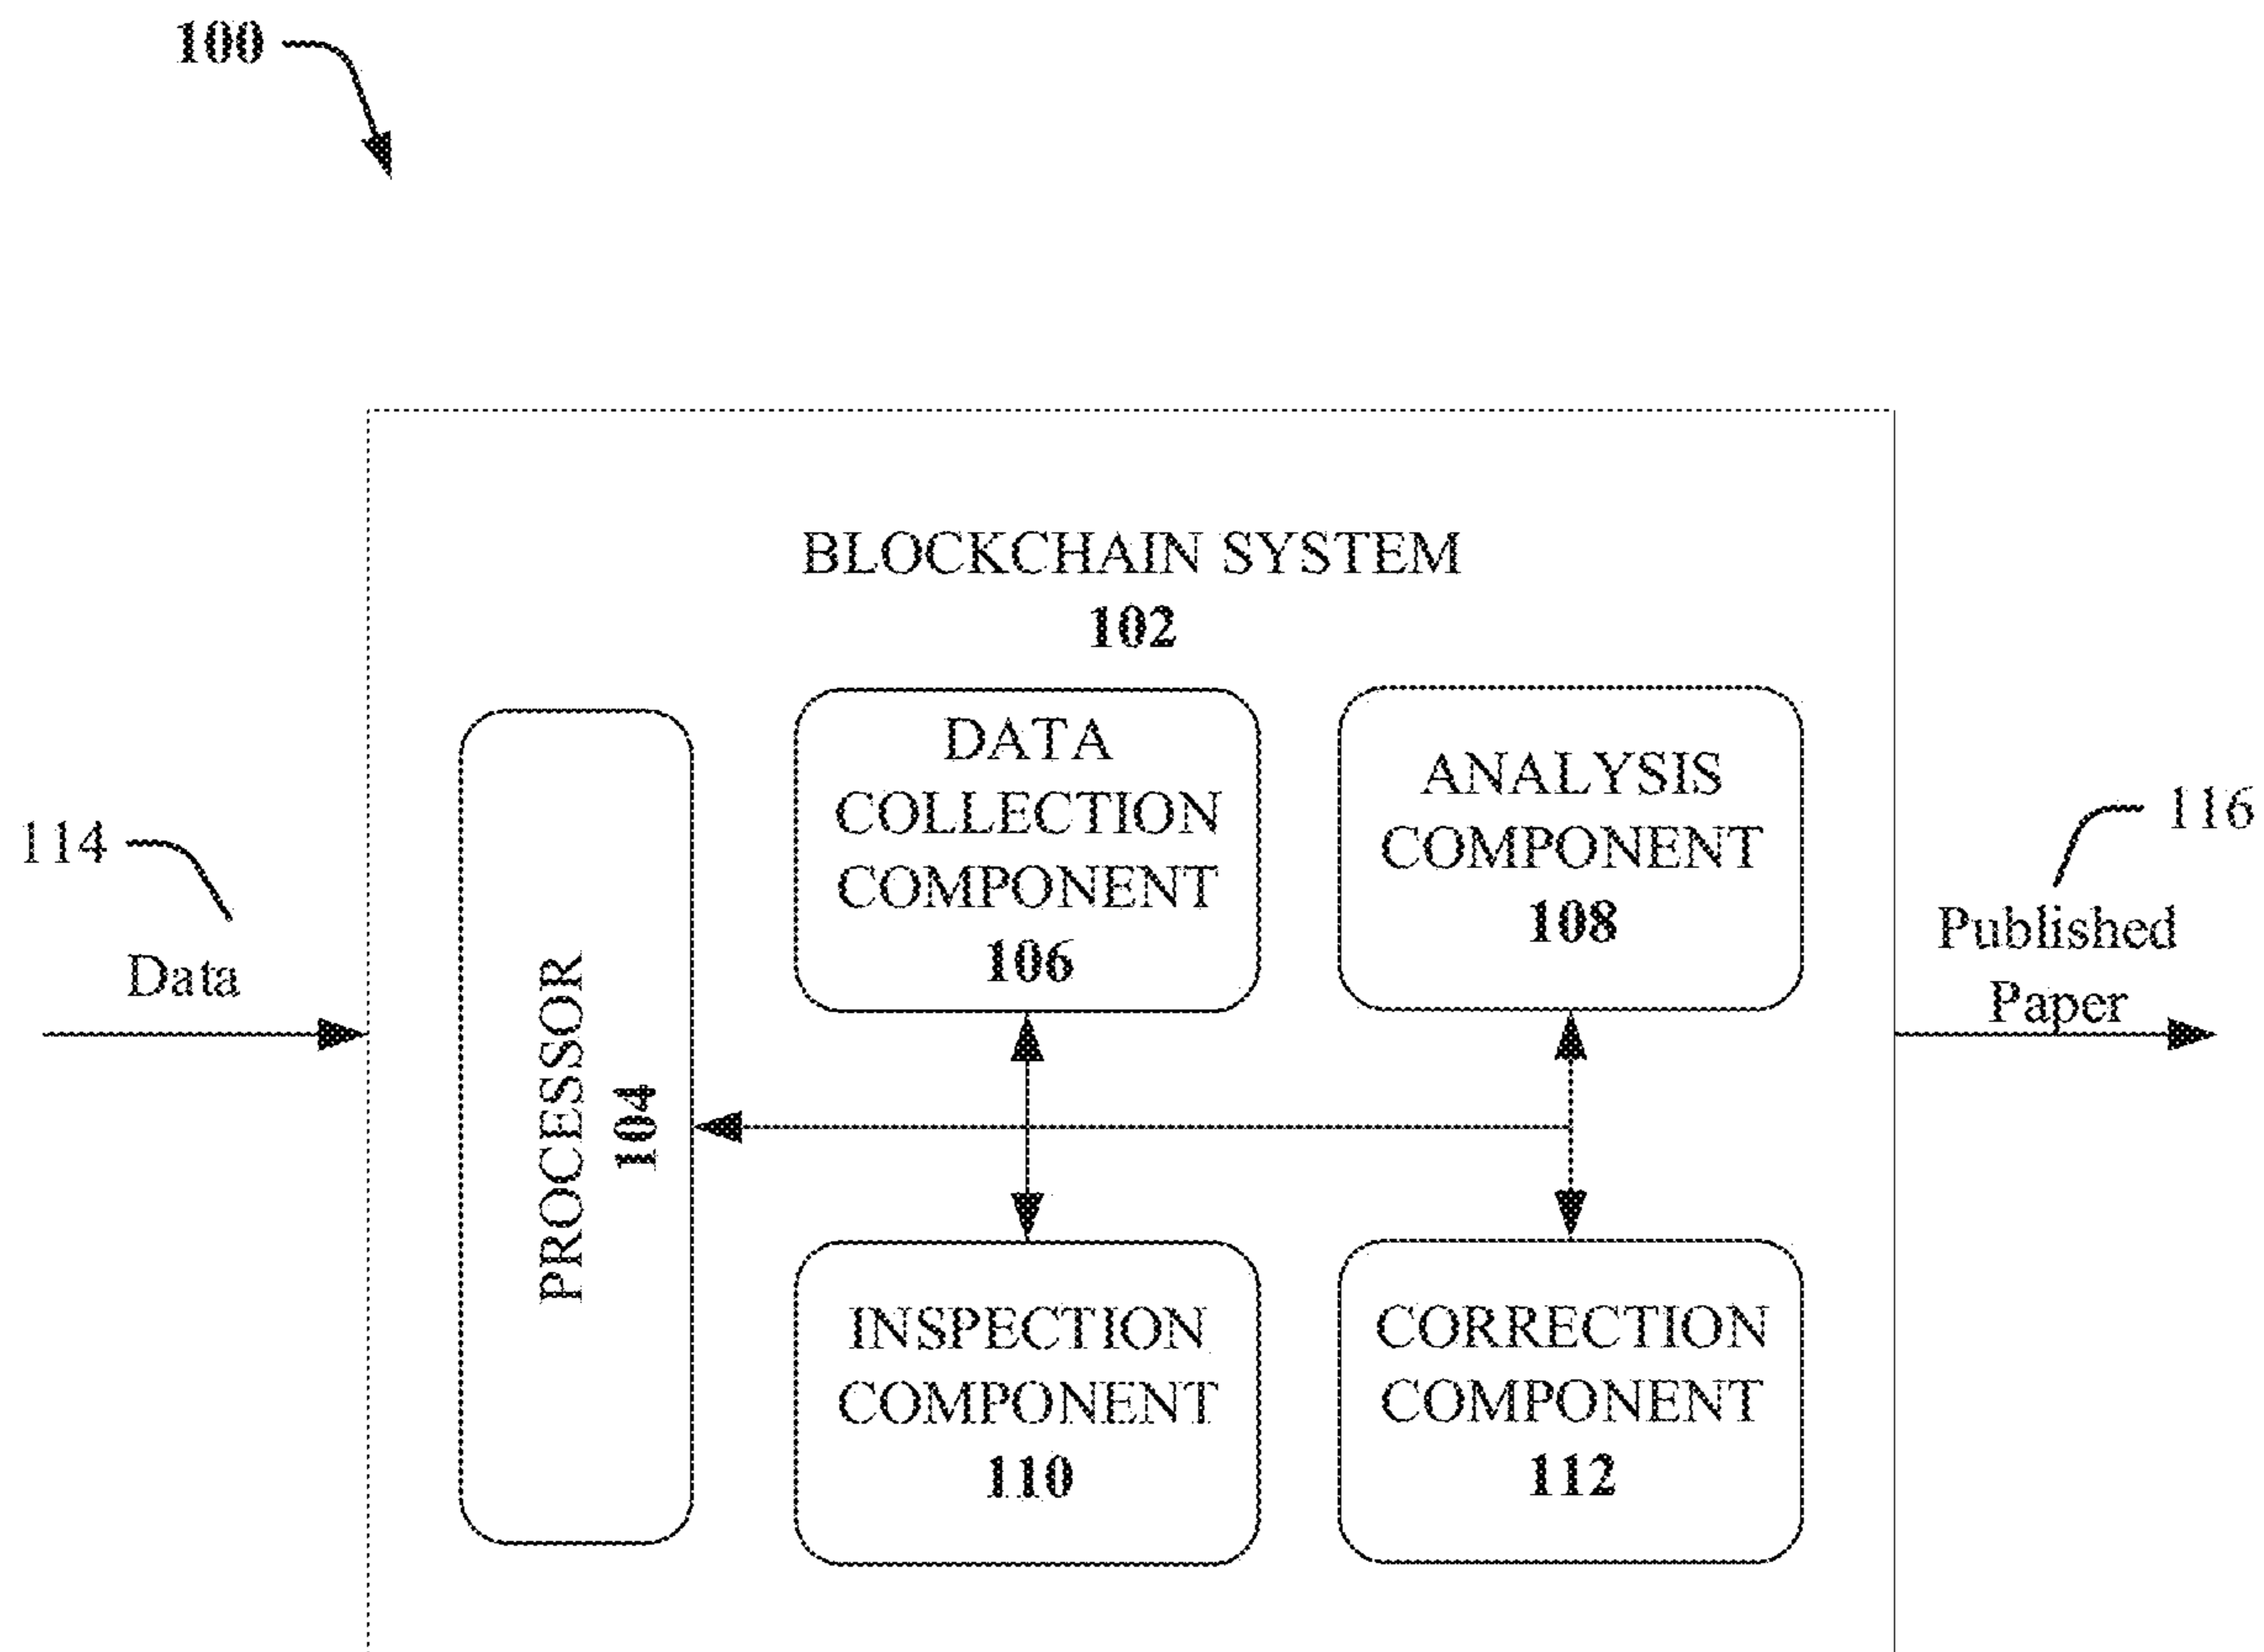 100
BLOCKCHAIN SYSTEM
102
PROCESSOR
104
DATA
COLLECTION
COMPONENT
106
ANALYSIS
COMPONENT
108
INSPECTION
COMPONENT
110
CORRECTION
COMPONENT
112
114
Data
116
Published
Paper